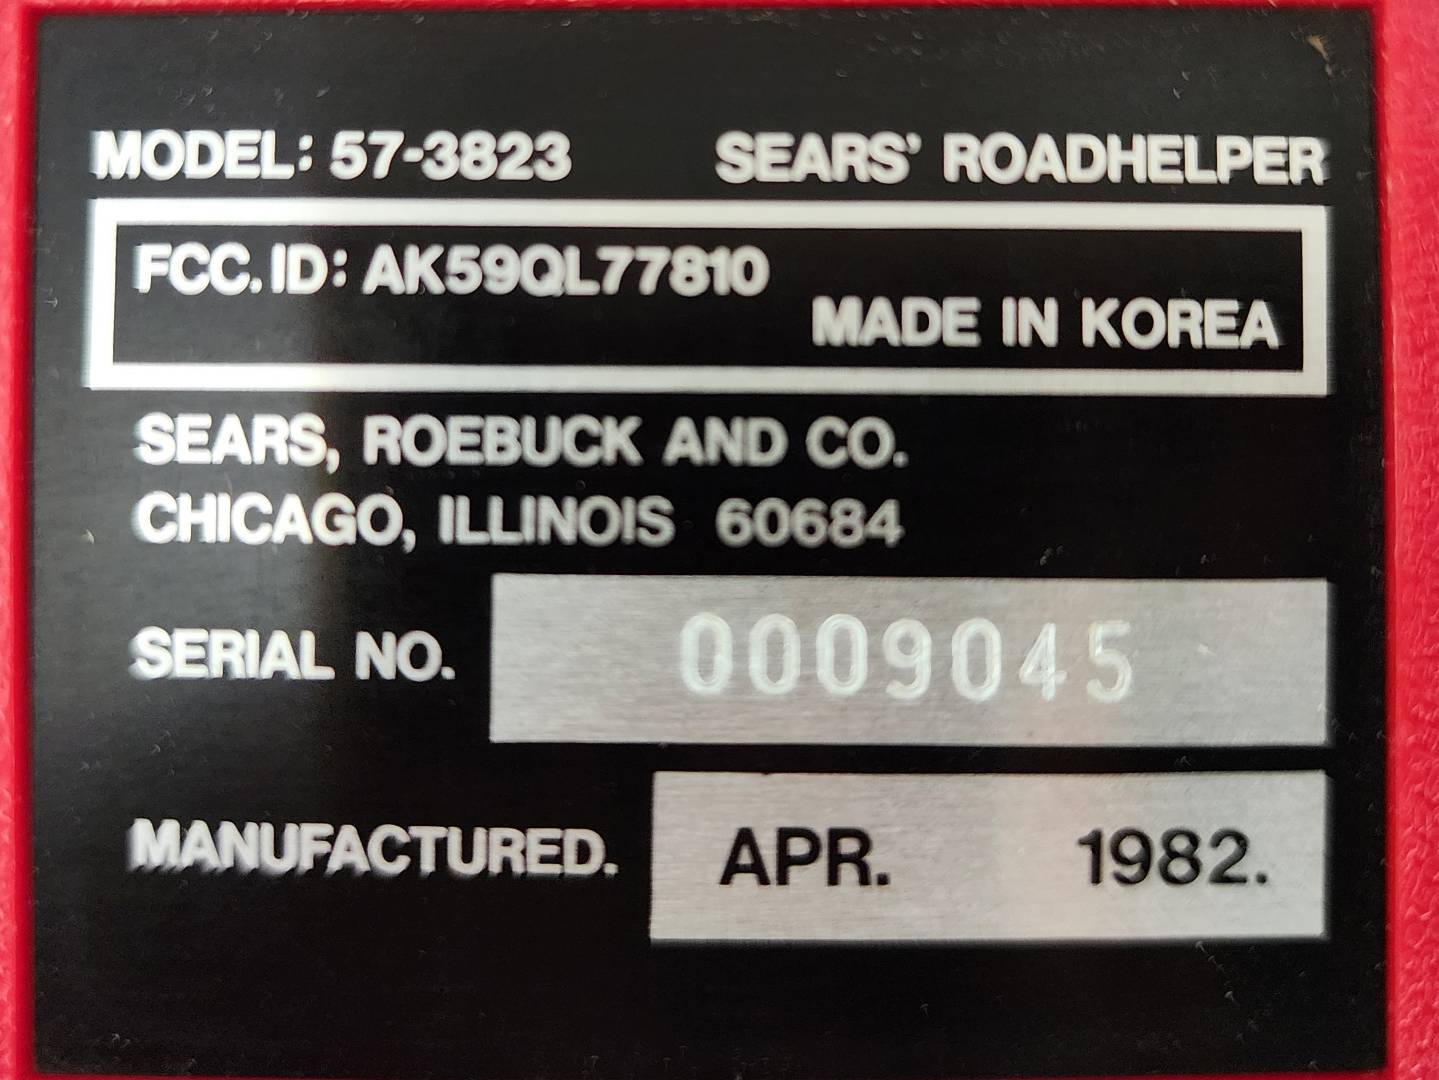 MODEL: 57-3823 SEARS' ROADHELPER
FCC. ID: AK59QL77810
MADE IN KOREA
SEARS, ROEBUCK AND CO.
CHICAGO, ILLINOIS 60684
SERIAL NO. 0009045
MANUFACTURED. APR. 1982.